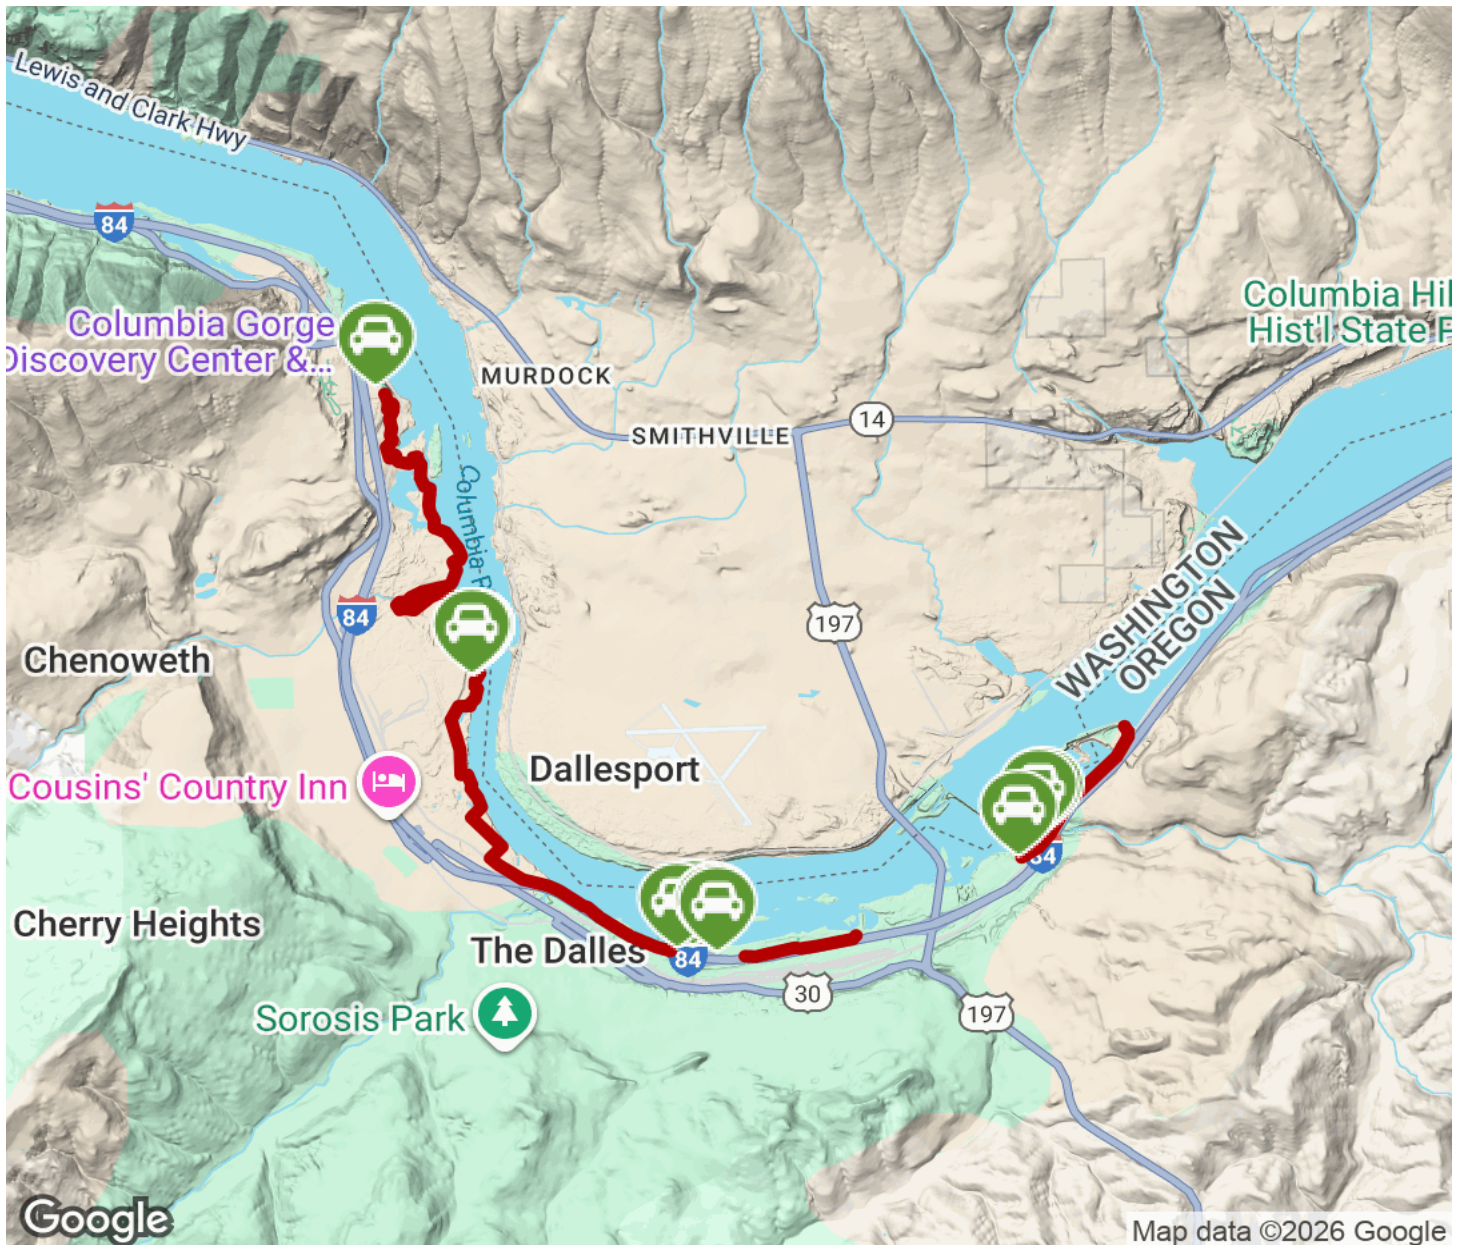 Lewis and Clark Hwy
84
Columbia Gorge
Discovery Center &...
Columbia Hil
Hist'l State P
MURDOCK
SMITHVILLE
14
Columbia R
197
84
WASHINGTON
OREGON
Chenoweth
Dallesport
Cousins' Country Inn
84
Cherry Heights
The Dalles
84
30
Sorosis Park
197
Google
Map data ©2026 Google